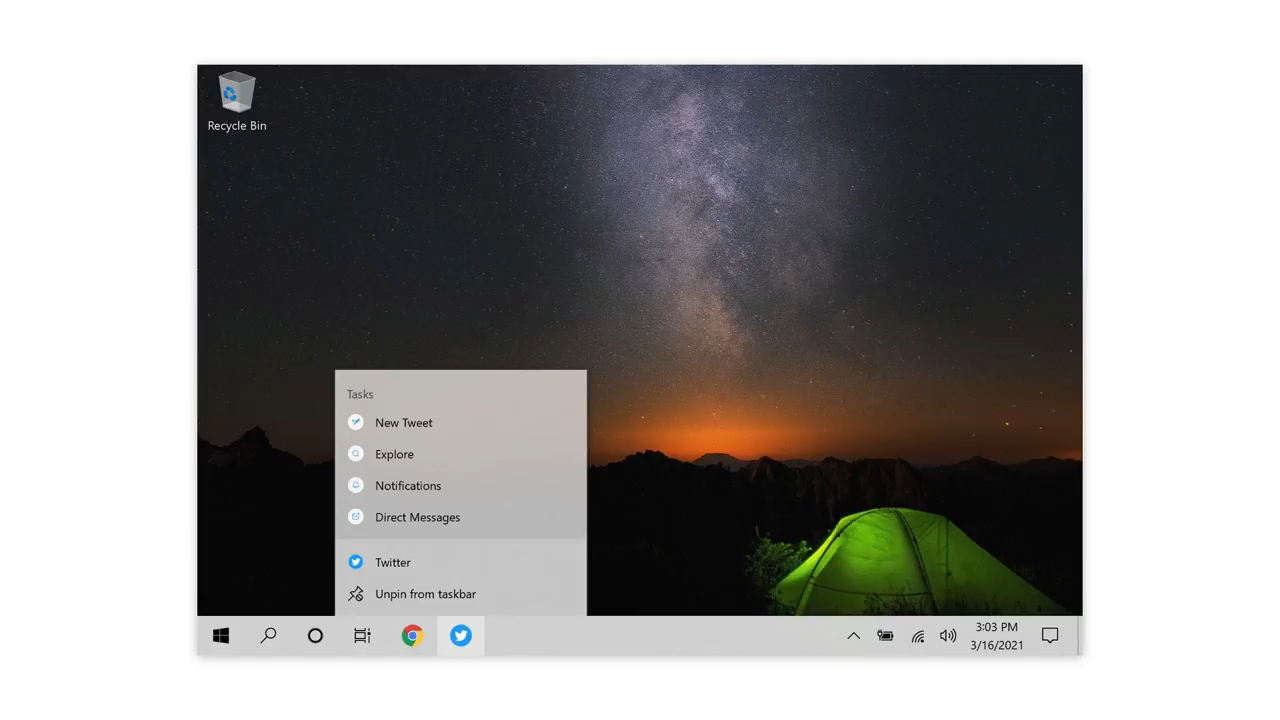 Recycle Bin
Tasks
New Tweet
Explore
Notifications
Direct Messages
Twitter
Unpin from taskbar
3:03 PM
3/16/2021